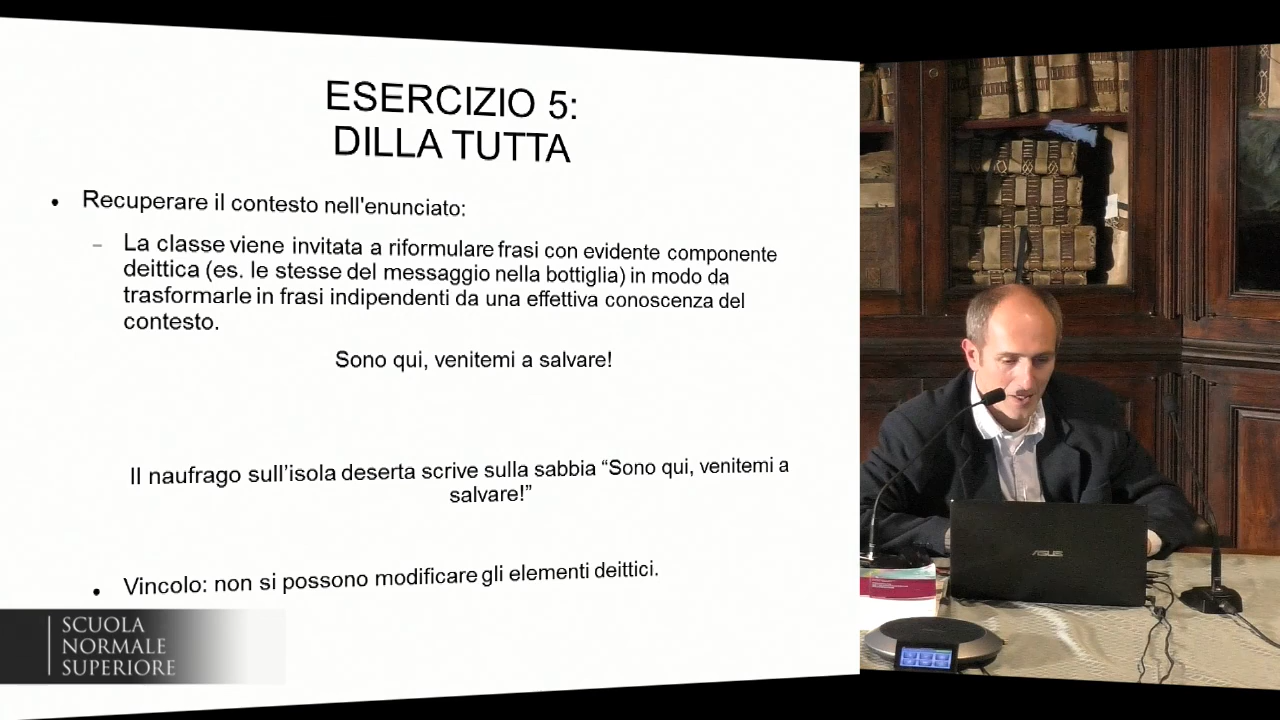 ESERCIZIO 5:
DILLA TUTTA
• Recuperare il contesto nell'enunciato:
– La classe viene invitata a riformulare frasi con evidente componente
deittica (es. le stesse del messaggio nella bottiglia) in modo da
trasformarle in frasi indipendenti da una effettiva conoscenza del
contesto.
Sono qui, venitemi a salvare!
Il naufrago sull’isola deserta scrive sulla sabbia “Sono qui, venitemi a
salvare!”
• Vincolo: non si possono modificare gli elementi deittici.
SCUOLA
NORMALE
SUPERIORE
ASUS